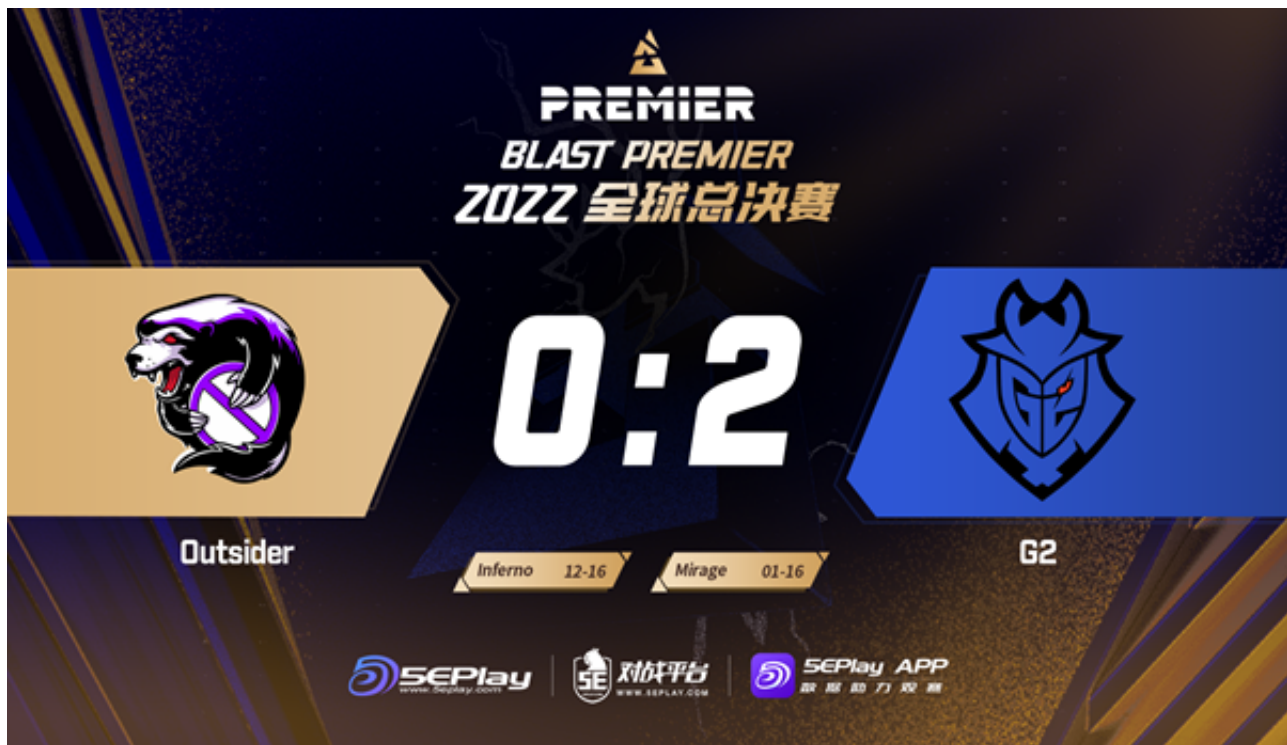 PREMIER
BLAST PREMIER
2022 全球总决赛
0:2
G2
Outsider
G2
Inferno 12-16
Mirage 01-16
5EPlay
www.5eplay.com
5E
对战平台
WWW.5EPLAY.COM
5EPlay APP
数据助力观赛